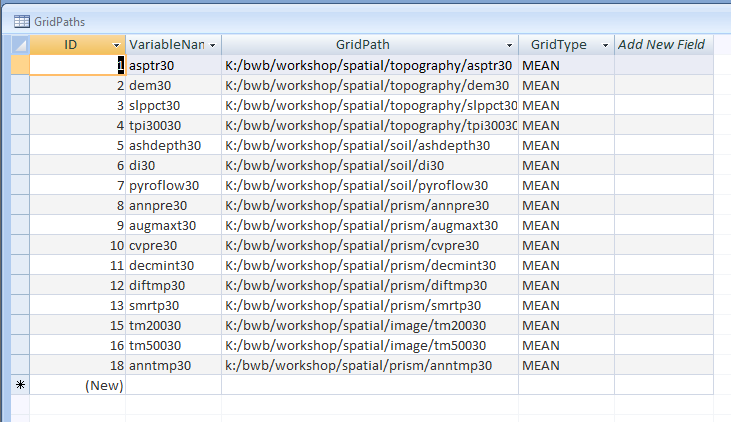 GridPaths
ID VariableNan GridPath GridType Add New Field
1 asptr30 K:/bwb/workshop/spatial/topography/asptr30 MEAN
2 dem30 K:/bwb/workshop/spatial/topography/dem30 MEAN
3 slppct30 K:/bwb/workshop/spatial/topography/slppct30 MEAN
4 tpi30030 K:/bwb/workshop/spatial/topography/tpi30030 MEAN
5 ashdepth30 K:/bwb/workshop/spatial/soil/ashdepth30 MEAN
6 di30 K:/bwb/workshop/spatial/soil/di30 MEAN
7 pyroflow30 K:/bwb/workshop/spatial/soil/pyroflow30 MEAN
8 annpre30 K:/bwb/workshop/spatial/prism/annpre30 MEAN
9 augmaxt30 K:/bwb/workshop/spatial/prism/augmaxt30 MEAN
10 cvpre30 K:/bwb/workshop/spatial/prism/cvpre30 MEAN
11 decmint30 K:/bwb/workshop/spatial/prism/decmint30 MEAN
12 diftmp30 K:/bwb/workshop/spatial/prism/diftmp30 MEAN
13 smrtp30 K:/bwb/workshop/spatial/prism/smrtp30 MEAN
15 tm20030 K:/bwb/workshop/spatial/image/tm20030 MEAN
16 tm50030 K:/bwb/workshop/spatial/image/tm50030 MEAN
18 anntmp30 k:/bwb/workshop/spatial/prism/anntmp30 MEAN
(New)